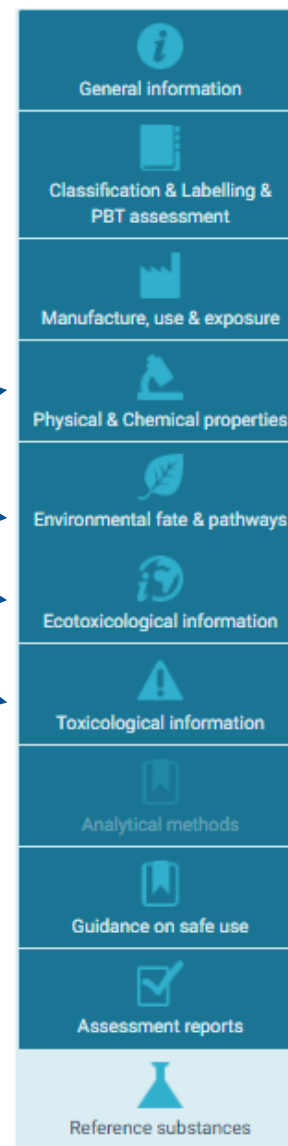 General information
Classification & Labelling &
PBT assessment
Manufacture, use & exposure
Physical & Chemical properties
Environmental fate & pathways
Ecotoxicological information
Toxicological information
Analytical methods
Guidance on safe use
Assessment reports
Reference substances